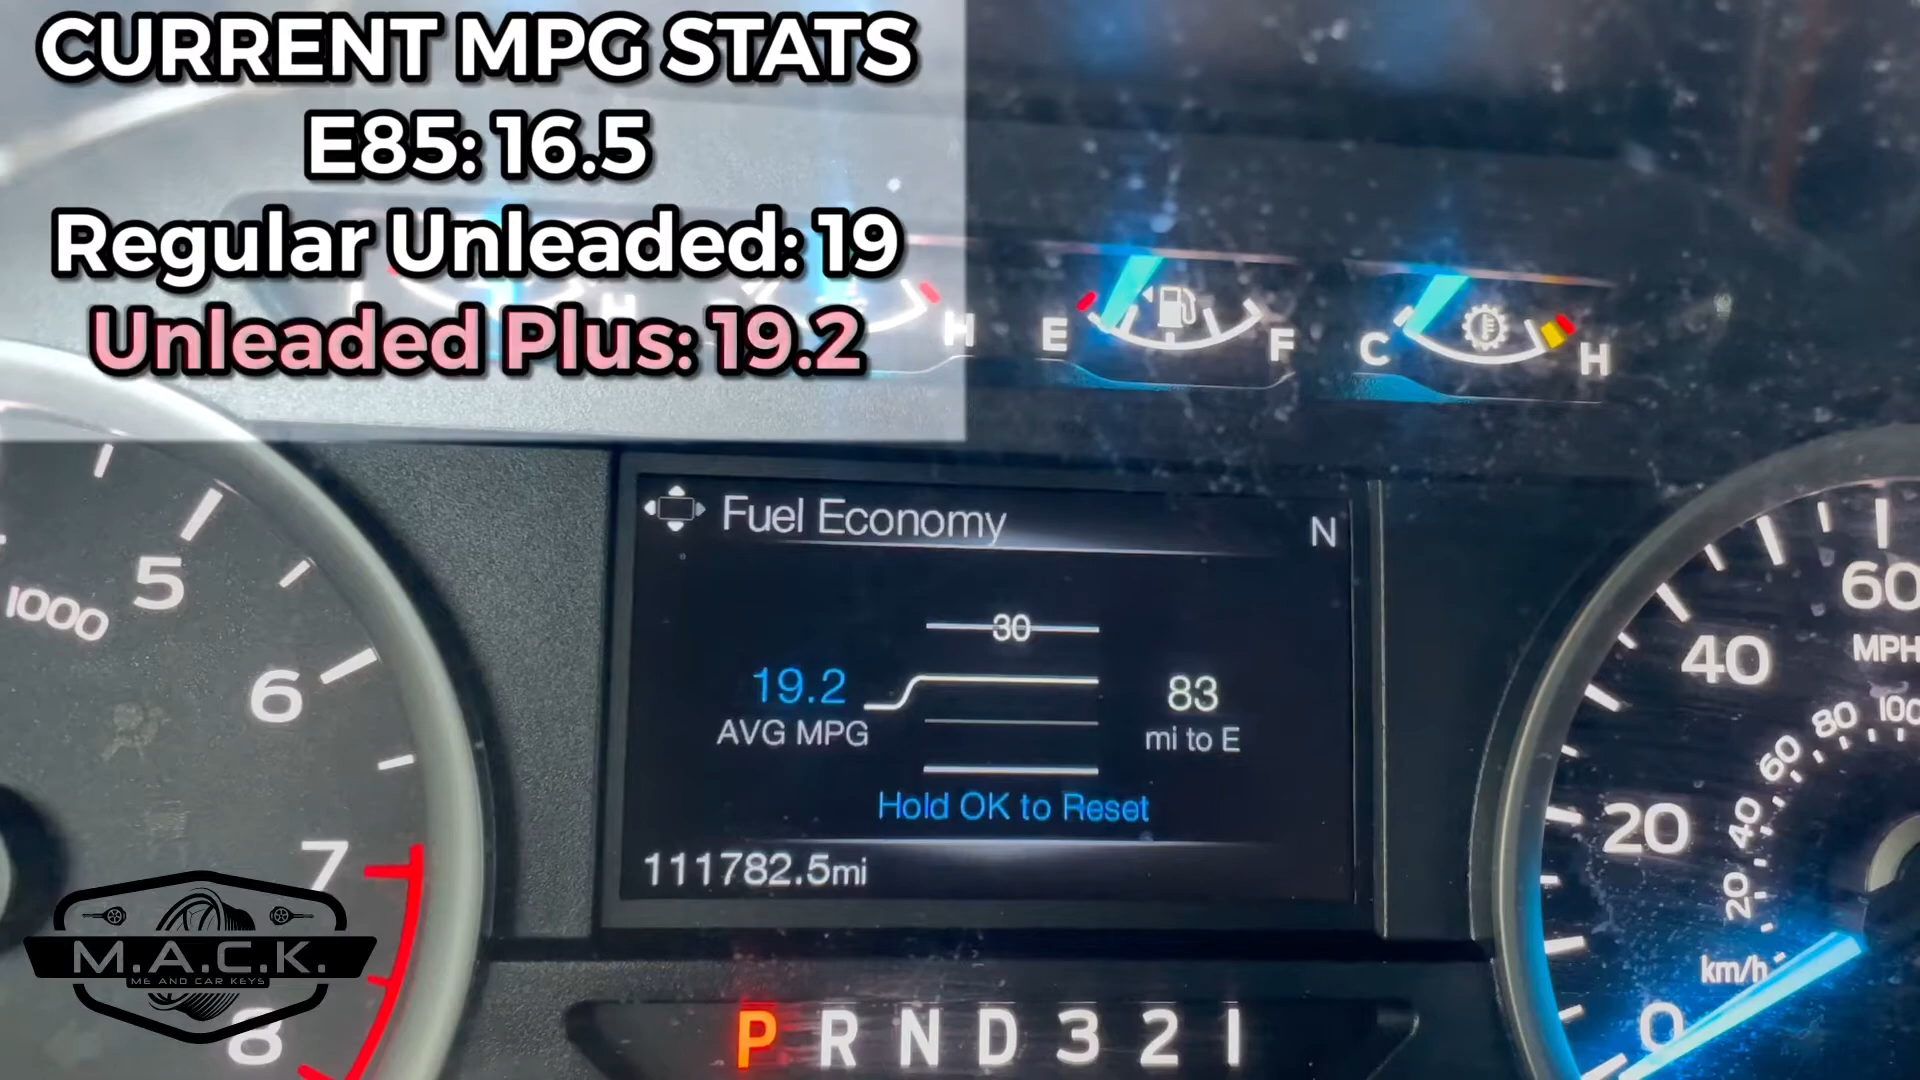 CURRENT MPG STATS
E85: 16.5
Regular Unleaded: 19
Unleaded Plus: 19.2
H
H
E
F
C
H
Fuel Economy
N
30
19.2
AVG MPG
83
mi to E
Hold OK to Reset
111782.5mi
1000
5
6
7
8
60
MPH
40
20
0
100
80
60
40
20
km/h
P R N D 3 2 1
M.A.C.K.
ME AND CAR KEYS